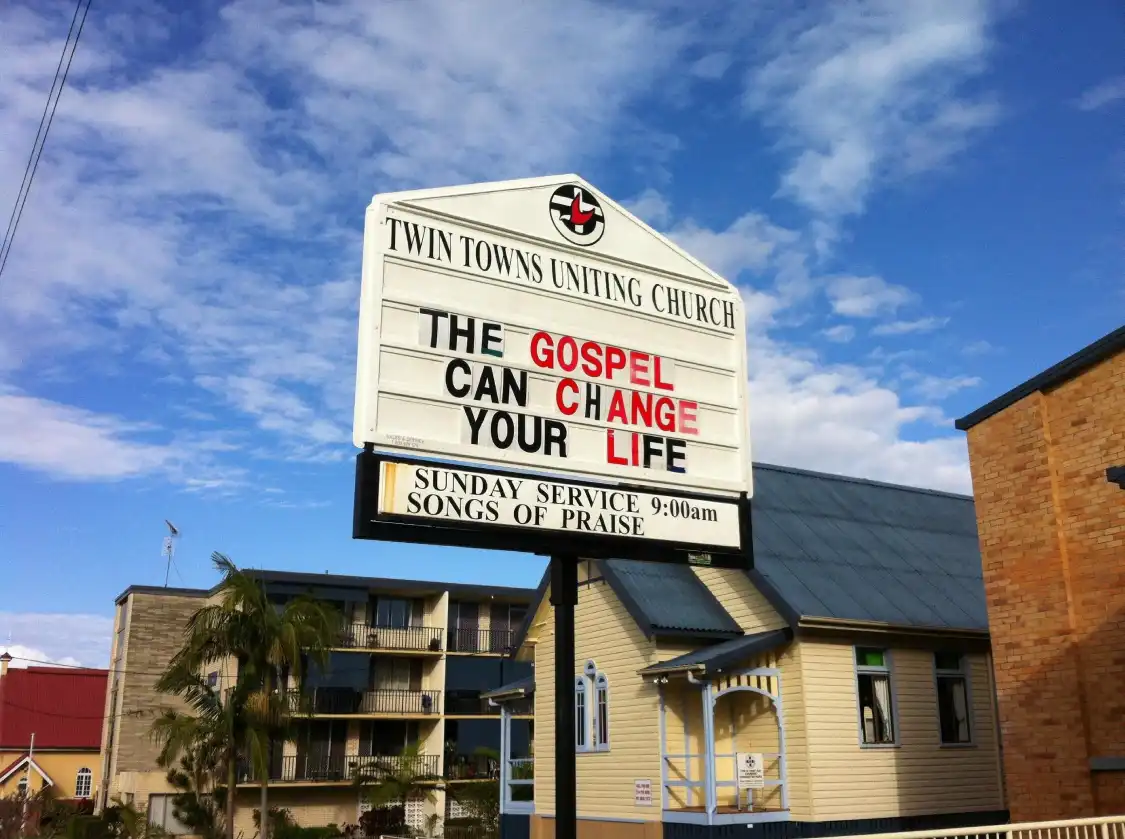 TWIN TOWNS UNITING CHURCH
THE GOSPEL
CAN CHANGE
YOUR LIFE
SUNDAY SERVICE 9:00am
SONGS OF PRAISE